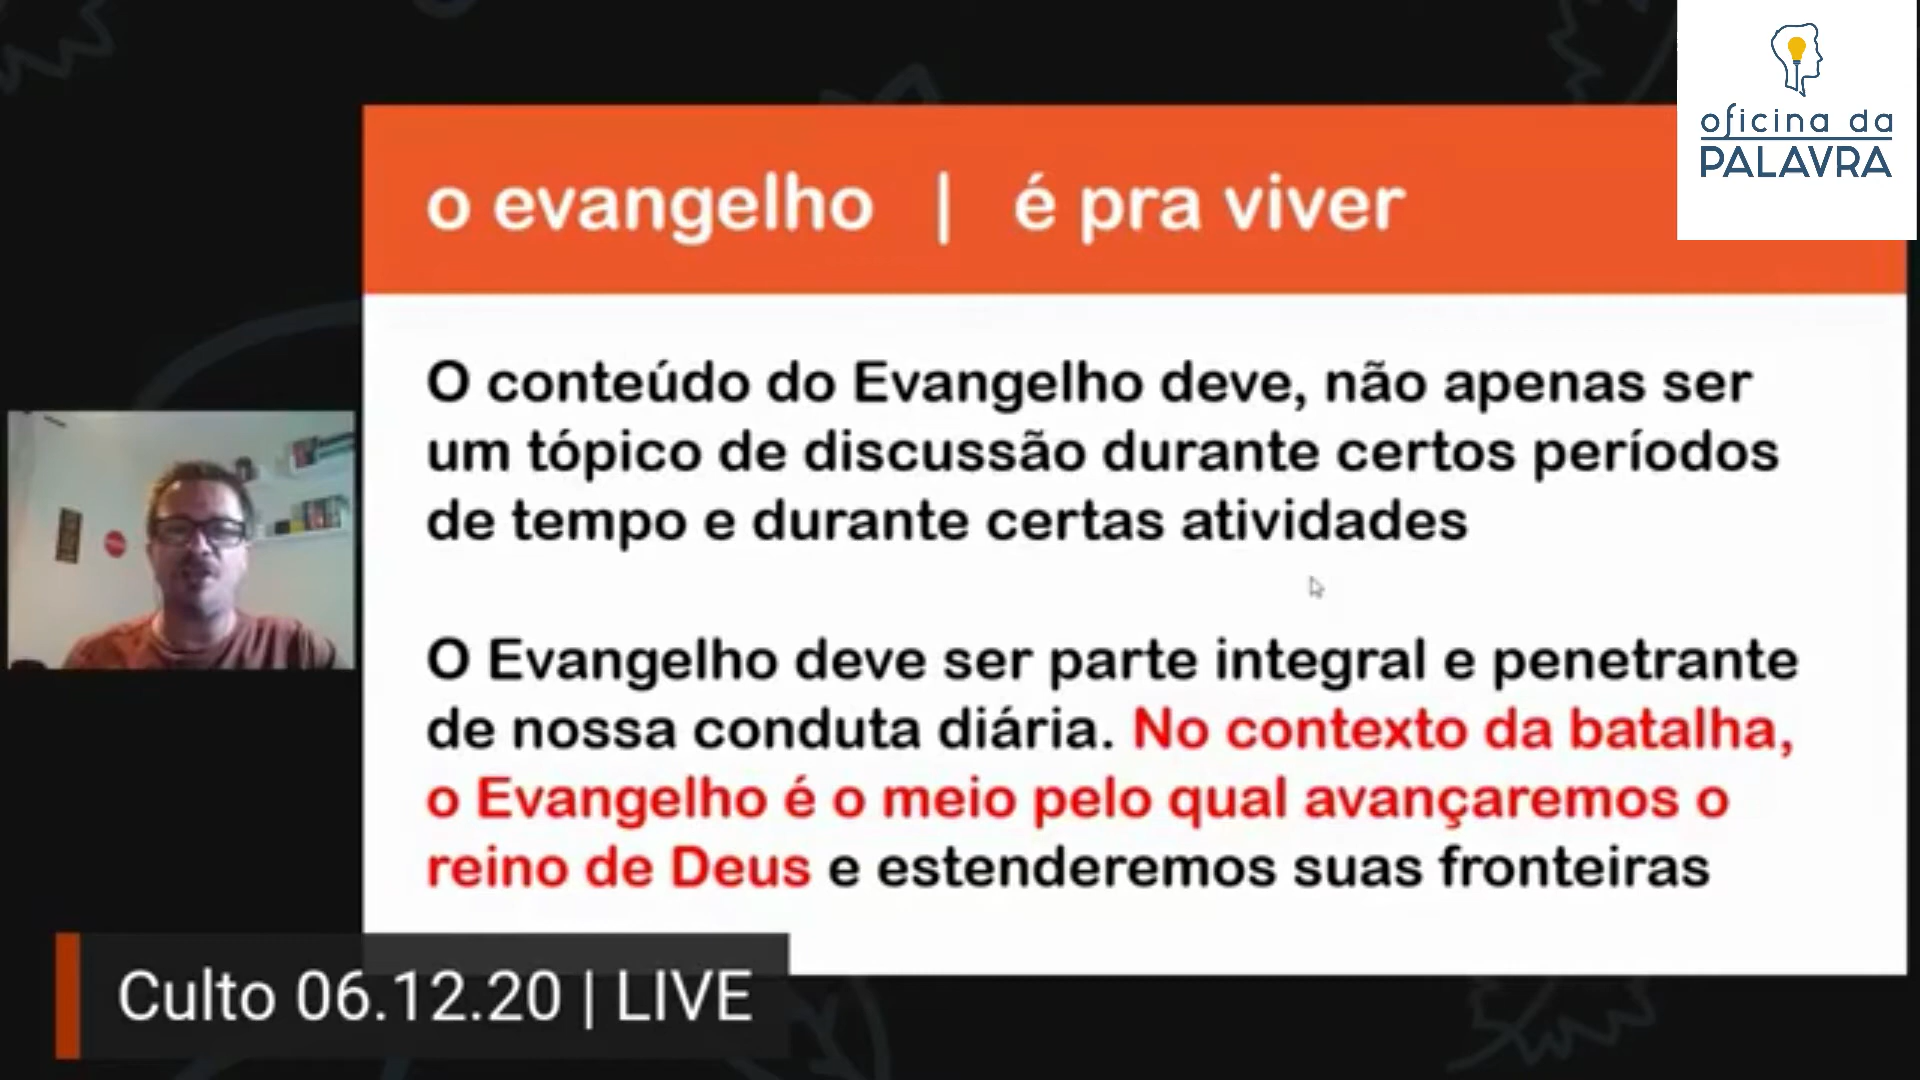 oficina da
PALAVRA
o evangelho | é pra viver
O conteúdo do Evangelho deve, não apenas ser
um tópico de discussão durante certos períodos
de tempo e durante certas atividades
O Evangelho deve ser parte integral e penetrante
de nossa conduta diária. No contexto da batalha,
o Evangelho é o meio pelo qual avançaremos o
reino de Deus e estenderemos suas fronteiras
Culto 06.12.20 | LIVE